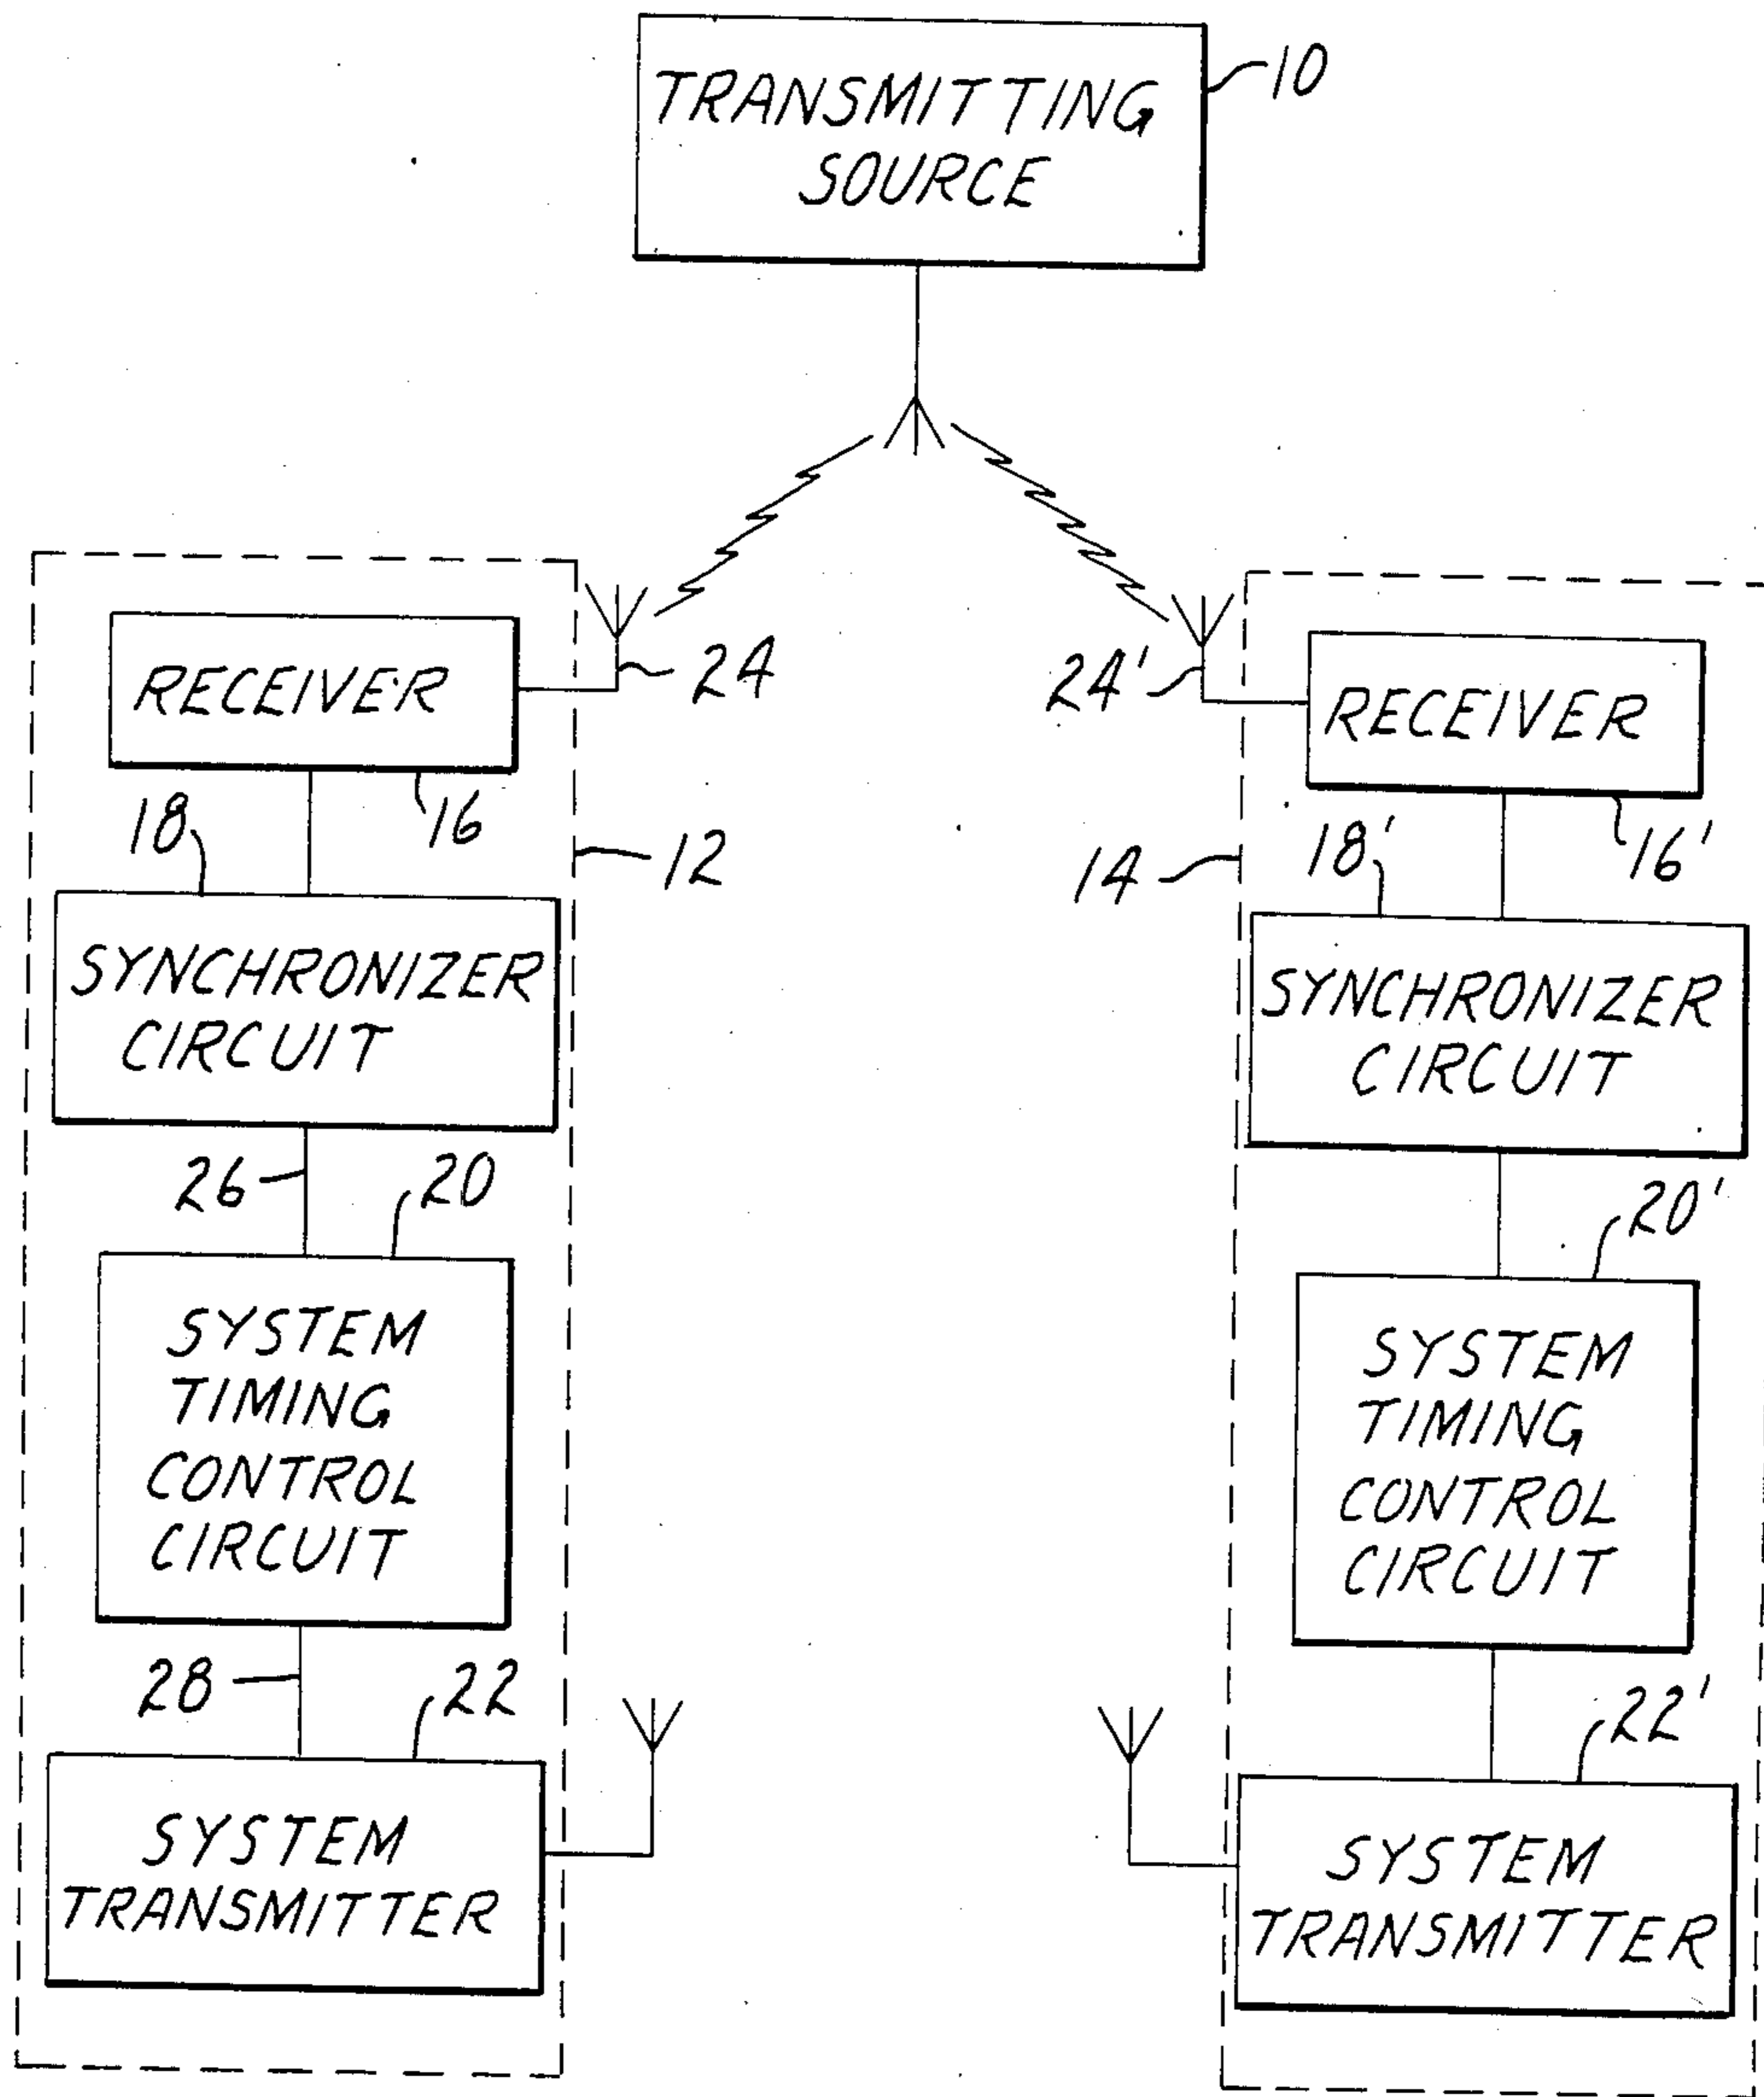 TRANSMITTING
SOURCE
10
RECEIVER
24
16
12
18
SYNCHRONIZER
CIRCUIT
26
20
SYSTEM
TIMING
CONTROL
CIRCUIT
28
22
SYSTEM
TRANSMITTER
24'
RECEIVER
16'
14
18'
SYNCHRONIZER
CIRCUIT
20'
SYSTEM
TIMING
CONTROL
CIRCUIT
22'
SYSTEM
TRANSMITTER